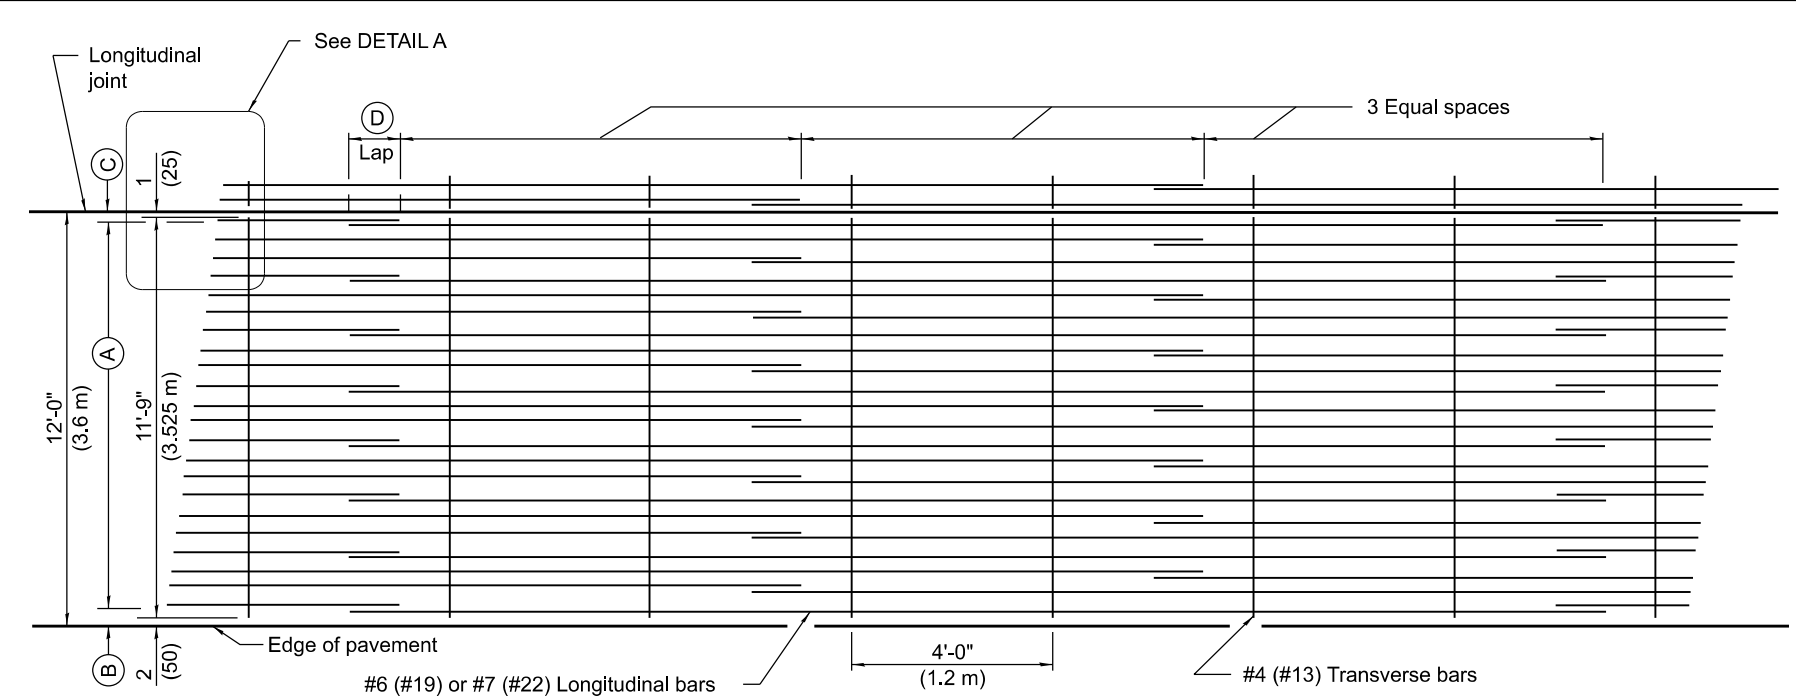 See DETAIL A
Longitudinal
joint
D
Lap
3 Equal spaces
C
1
(25)
A
12'-0"
(3.6 m)
11'-9"
(3.525 m)
B
2
(50)
Edge of pavement
#6 (#19) or #7 (#22) Longitudinal bars
4'-0"
(1.2 m)
#4 (#13) Transverse bars